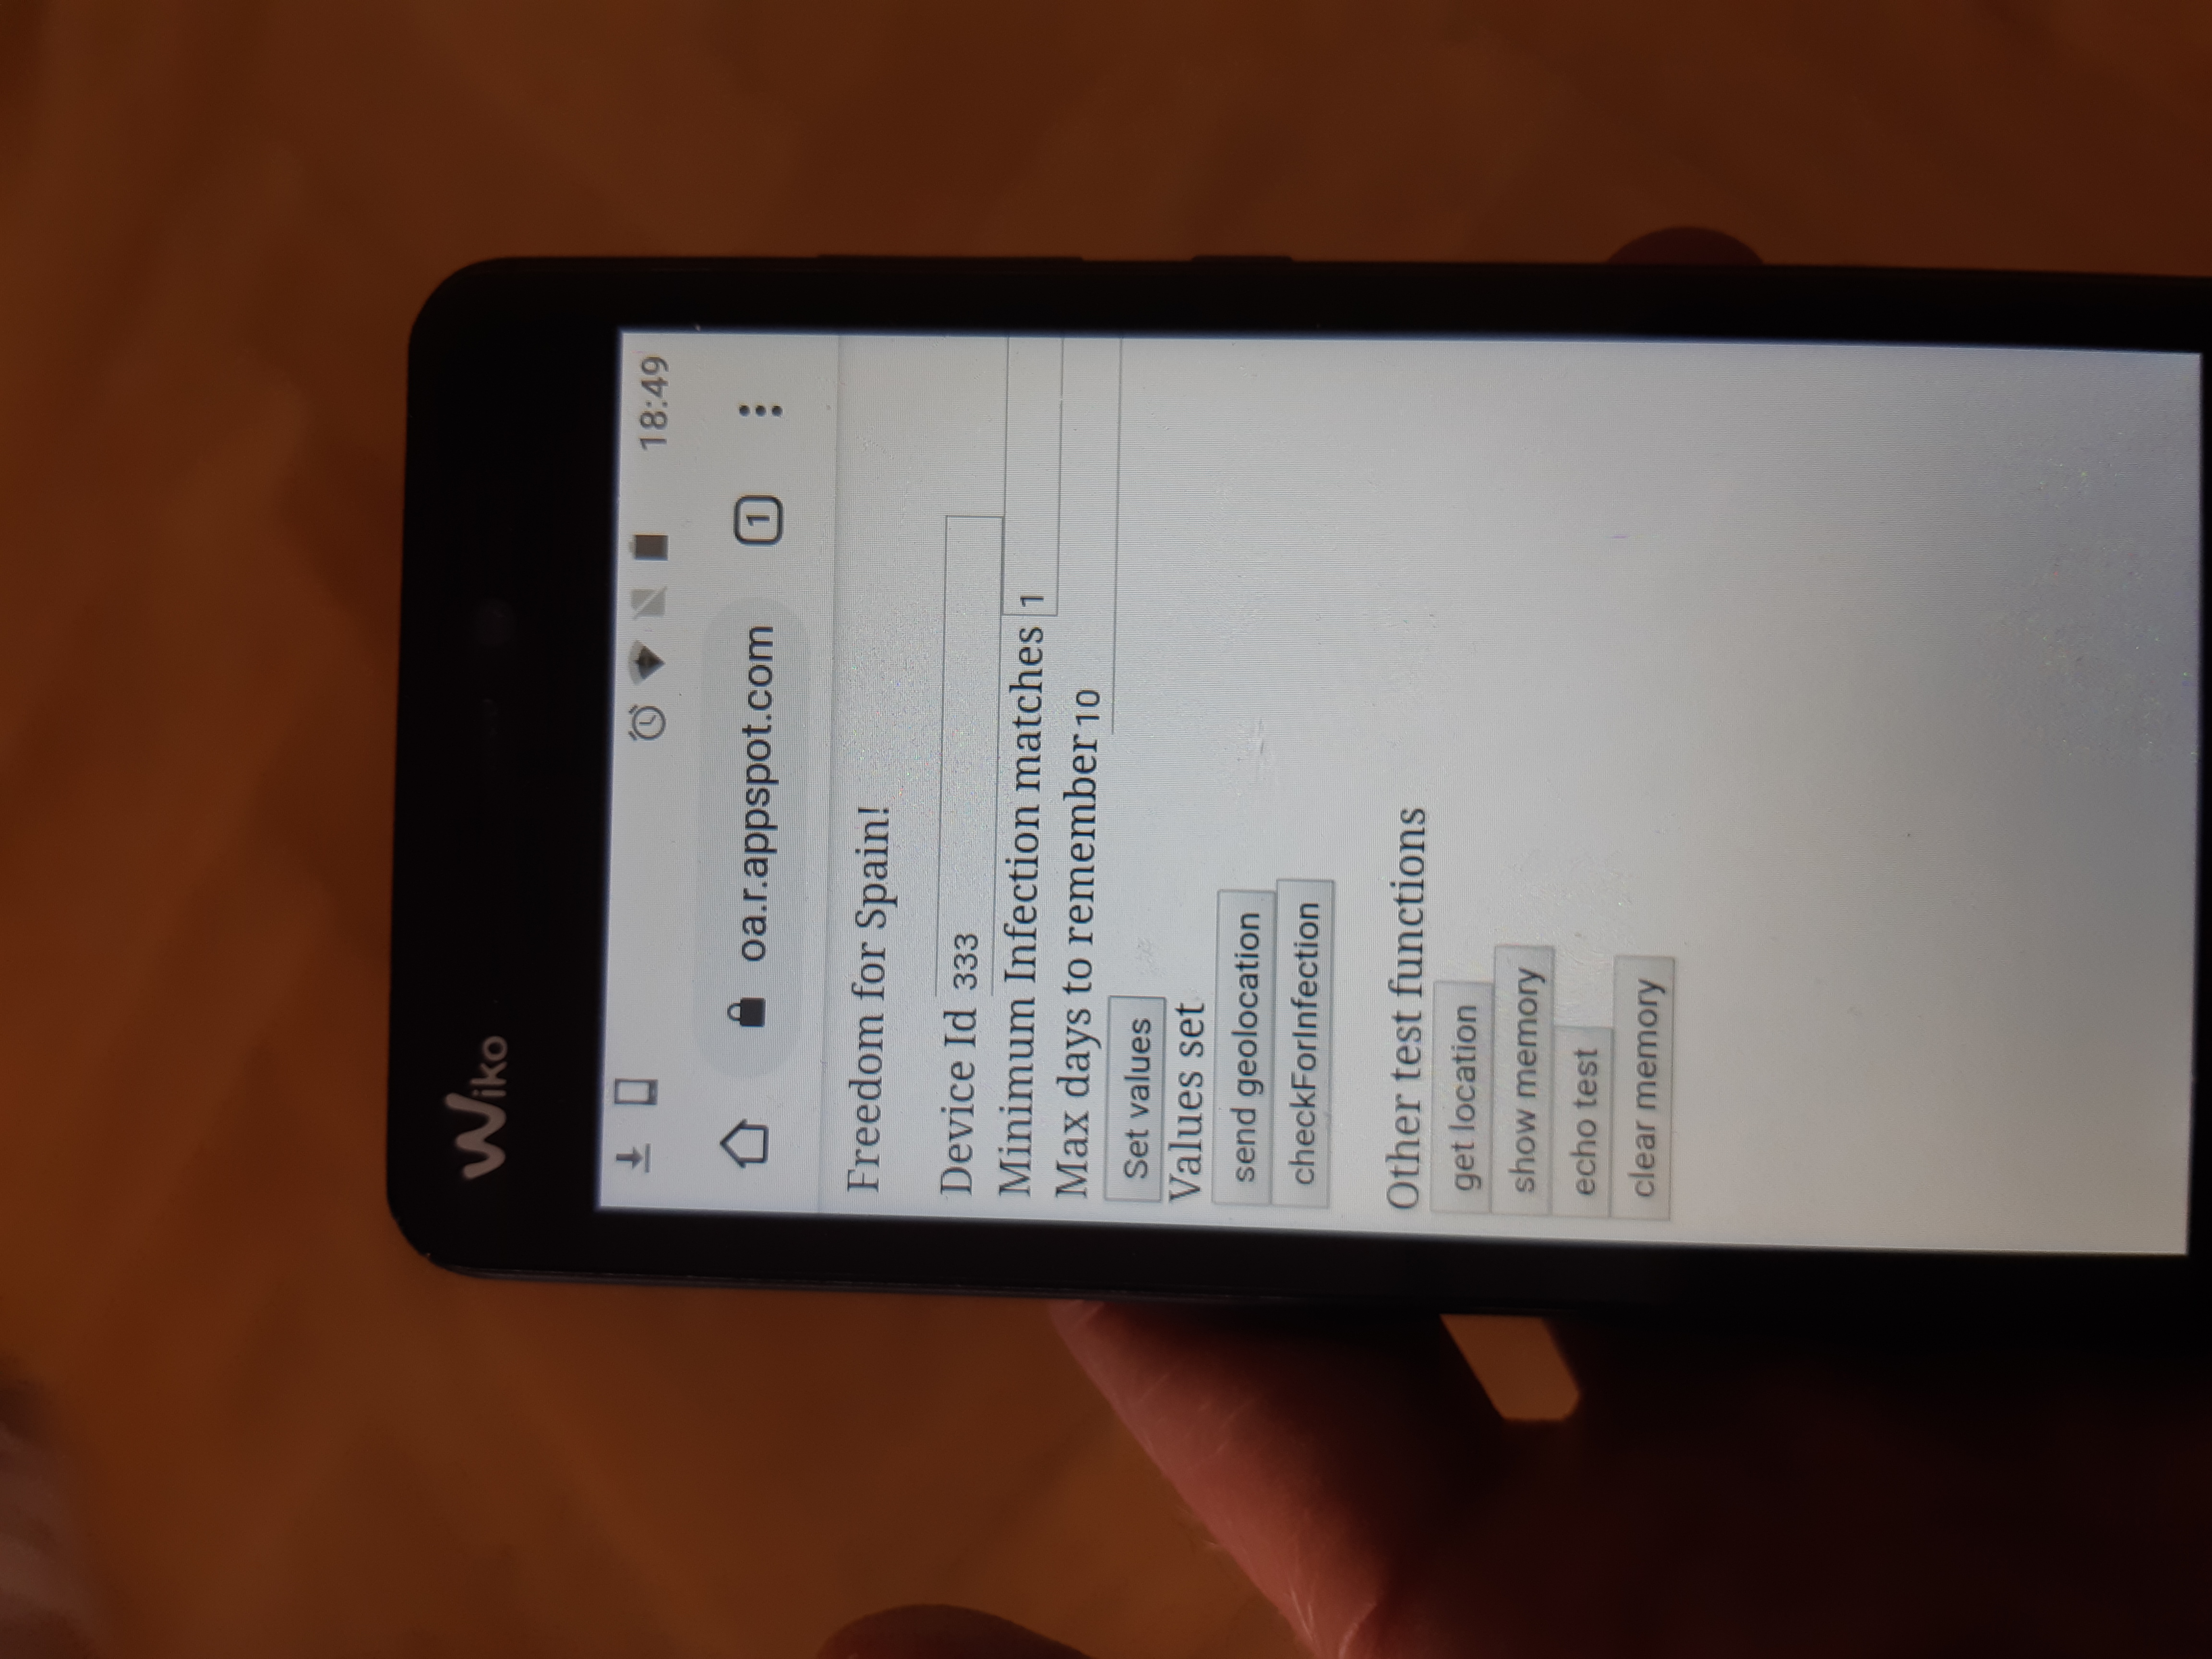 Wiko
18:49
oa.r.appspot.com
1
Freedom for Spain!
Device Id 333
Minimum Infection matches 1
Max days to remember 10
Set values
Values set
send geolocation
checkForInfection
Other test functions
get location
show memory
echo test
clear memory